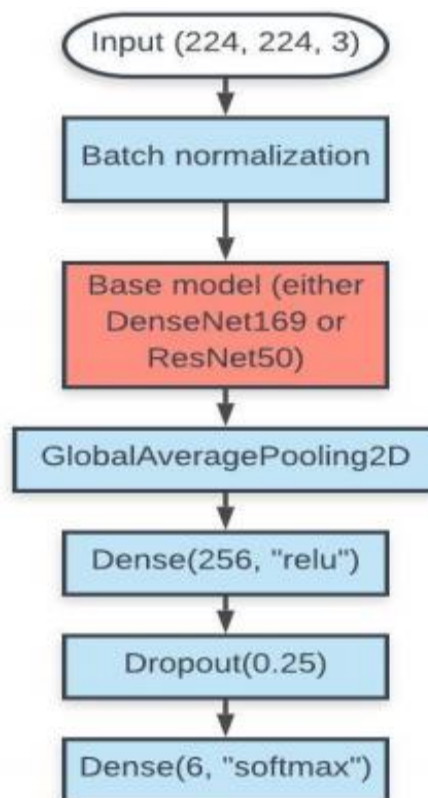 Input (224, 224, 3)
Batch normalization
Base model (either
DenseNet169 or
ResNet50)
GlobalAveragePooling2D
Dense(256, "relu")
Dropout(0.25)
Dense(6, "softmax")